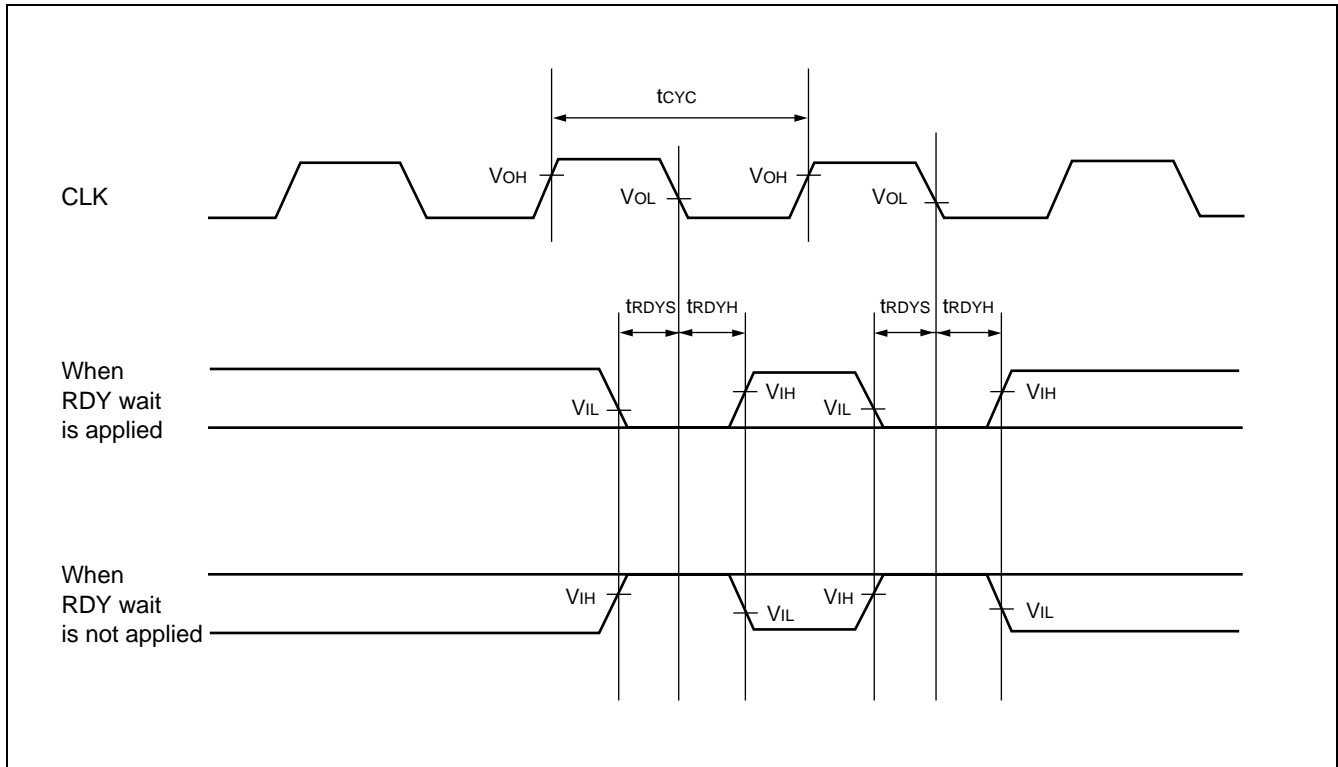 tCYC
VOH
VOL
VOH
VOL
CLK
tRDYS
tRDYH
tRDYS
tRDYH
When
RDY wait
is applied
VIL
VIH
VIL
VIH
When
RDY wait
is not applied
VIH
VIL
VIH
VIL